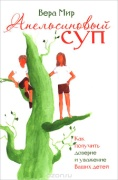 Вера Мир
Апельсиновый
суп
Как
получить
доверие
и уважение
Ваших детей